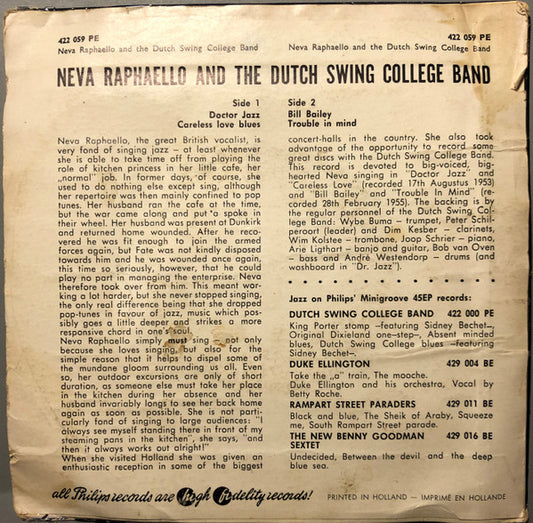 422 059 PE
Neva Raphaello and the Dutch Swing College Band
422 059 PE
Neva Raphaello and the Dutch Swing College Band
NEVA RAPHAELLO AND THE DUTCH SWING COLLEGE BAND
Side 1
Doctor Jazz
Careless love blues
Neva Raphaello, the great British vocalist, is
very fond of singing jazz — at least whenever
she is able to take time off from playing the
role of kitchen princess in her little cafe, her
„normal" job. In former days, of course, she
used to do nothing else except sing, although
her repertoire was then mainly confined to pop
tunes. Her husband ran the cafe at the time,
but the war came along and put a spoke in
their wheel. Her husband was present at Dunkirk
and returned home wounded. After he re-
covered he was fit enough to join the armed
forces again, but Fate was not kindly disposed
towards him and he was wounded once again,
this time so seriously, however, that he could
play no part in managing the enterprise. Neva
therefore took over from him. This meant wor-
king a lot harder, but she never stopped singing,
the only real difference being that she dropped
pop-tunes in favour of jazz, music which pos-
sibly goes a little deeper and strikes a more
responsive chord in one's soul.
Neva Raphaello simply must sing — not only
because she loves singing, but also for the
simple reason that it helps to dispel some of
the mundane gloom surrounding us all. Even
so, her outdoor excursions are only of short
duration, as someone else must take her place
in the kitchen during her absence and her
husband invariably longs to see her back home
again as soon as possible. She is not parti-
cularly fond of singing to large audiences: "I
always see myself standing there in front of my
steaming pans in the kitchen", she says, "and
then it always works out alright!"
When she visited Holland she was given an
enthusiastic reception in some of the biggest
Side 2
Bill Bailey
Trouble in mind
concert-halls in the country. She also took
advantage of the opportunity to record some
great discs with the Dutch Swing College Band.
This record is devoted to big-voiced, big-
hearted Neva singing in "Doctor Jazz" and
"Careless Love" (recorded 17th August 1953)
and "Bill Bailey" and "Trouble In Mind" (re-
corded 28th February 1955). The backing is by
the regular personnel of the Dutch Swing Col-
lege Band: Wybe Buma — trumpet, Peter Schil-
peroort (leader) and Dim Kesber — clarinets,
Wim Kolstee — trombone, Joop Schrier — piano,
Arie Ligthart — banjo and guitar, Bob van Oven
— bass and André Westendorp — drums (and
washboard in "Dr. Jazz").
Jazz on Philips' Minigroove 45EP records:
DUTCH SWING COLLEGE BAND 422 000 PE
King Porter stomp —featuring Sidney Bechet—,
Original Dixieland one-step—, Absent minded
blues, Dutch Swing College blues —featuring
Sidney Bechet—.
DUKE ELLINGTON 429 004 BE
Take the „a" train, The mooche.
Duke Ellington and his orchestra, Vocal by
Betty Roche.
RAMPART STREET PARADERS 429 011 BE
Black and blue, The Sheik of Araby, Squeeze
me, South Rampart Street parade.
THE NEW BENNY GOODMAN 429 016 BE
SEXTET
Undecided, Between the devil and the deep
blue sea.
all Philips records are high fidelity records!
PRINTED IN HOLLAND — IMPRIMÉ EN HOLLANDE